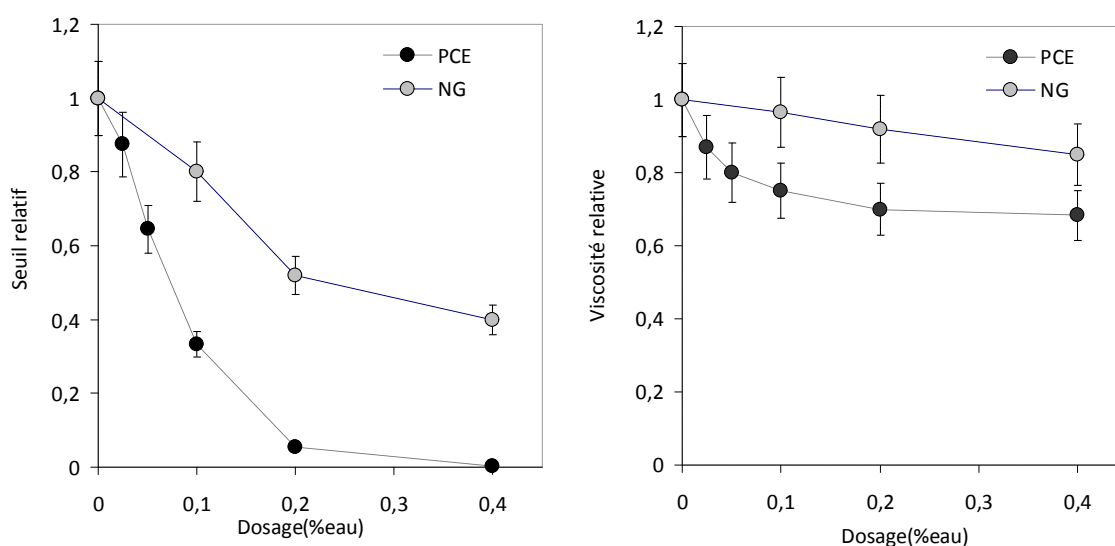 1,2
1
0,8
0,6
0,4
0,2
0
Seuil relatif
PCE
NG
0 0,1 0,2 0,3 0,4
Dosage(%eau)
1,2
1
0,8
0,6
0,4
0,2
0
Viscosité relative
PCE
NG
0 0,1 0,2 0,3 0,4
Dosage(%eau)